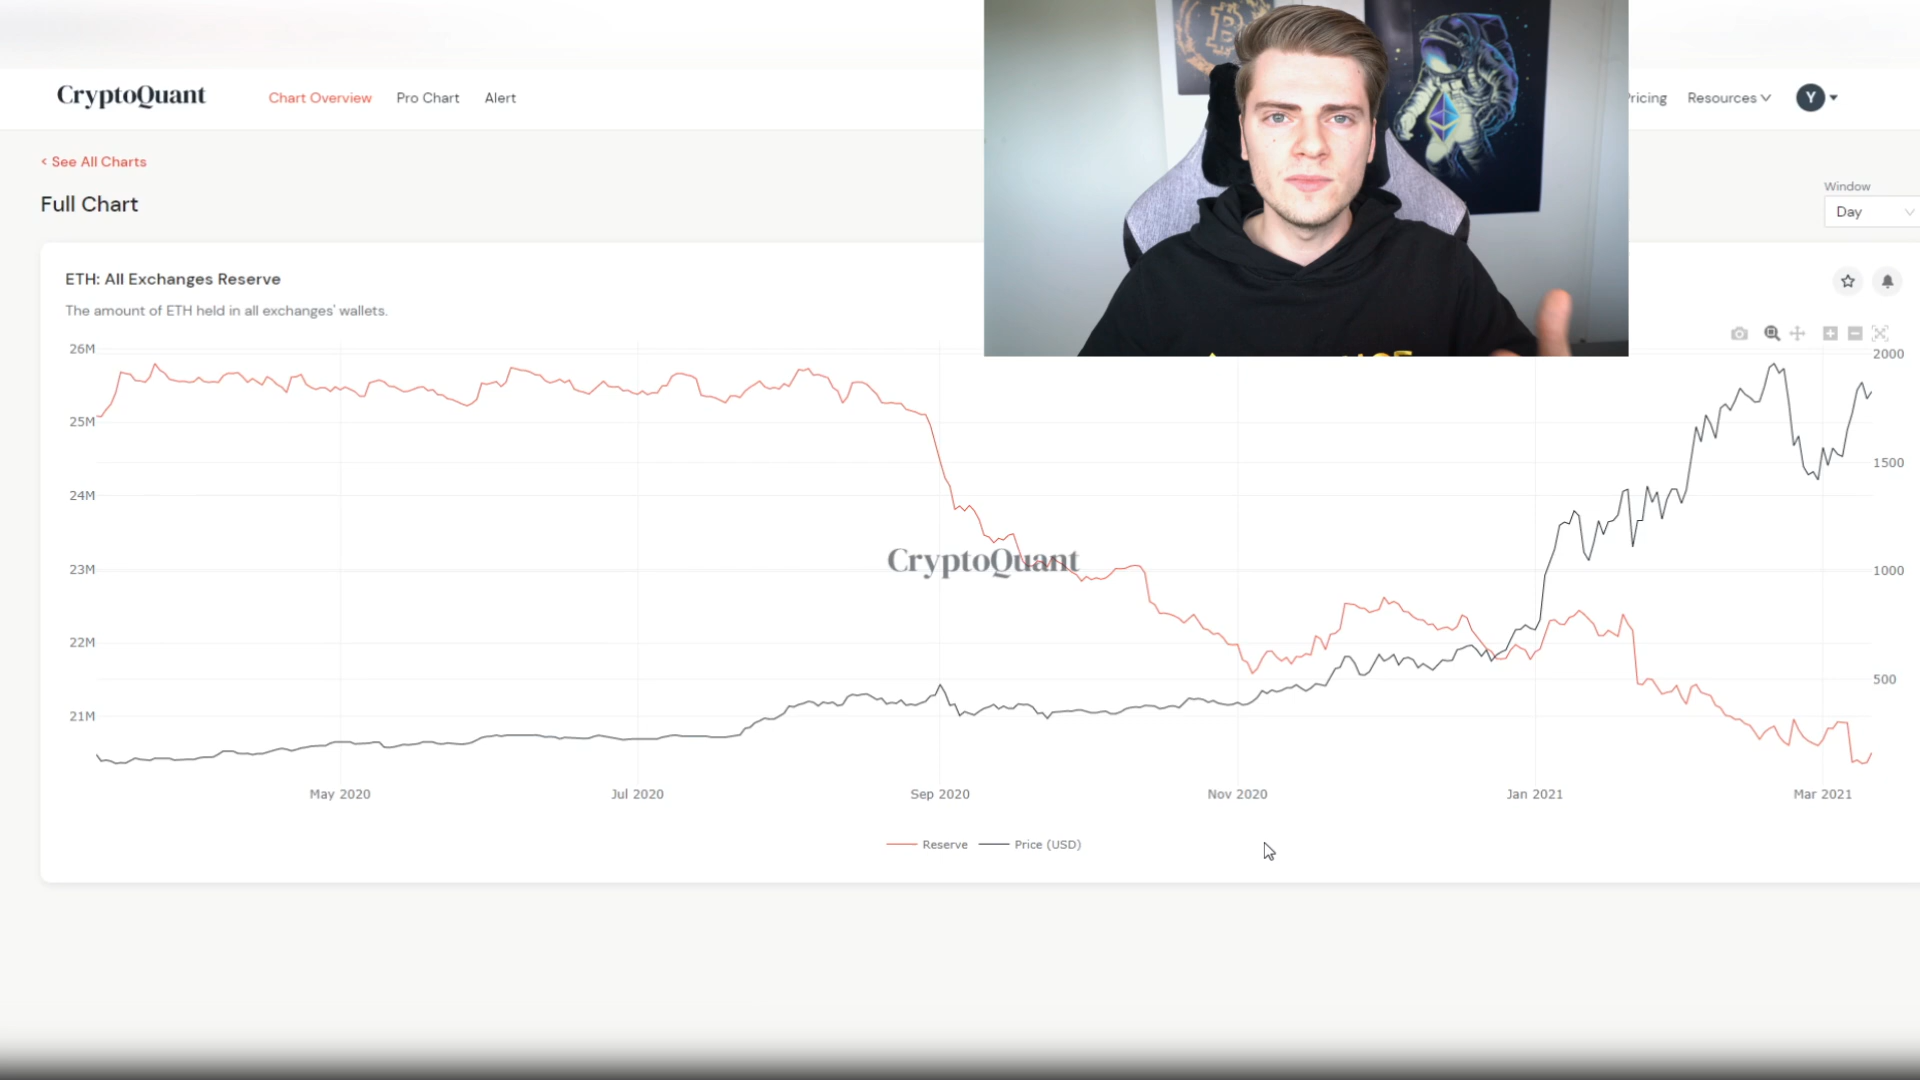 CryptoQuant
Chart Overview
Pro Chart
Alert
Pricing
Resources
Y
< See All Charts
Full Chart
Window
Day
ETH: All Exchanges Reserve
The amount of ETH held in all exchanges' wallets.
26M
25M
24M
23M
22M
21M
2000
1500
1000
500
CryptoQuant
May 2020
Jul 2020
Sep 2020
Nov 2020
Jan 2021
Mar 2021
Reserve
Price (USD)